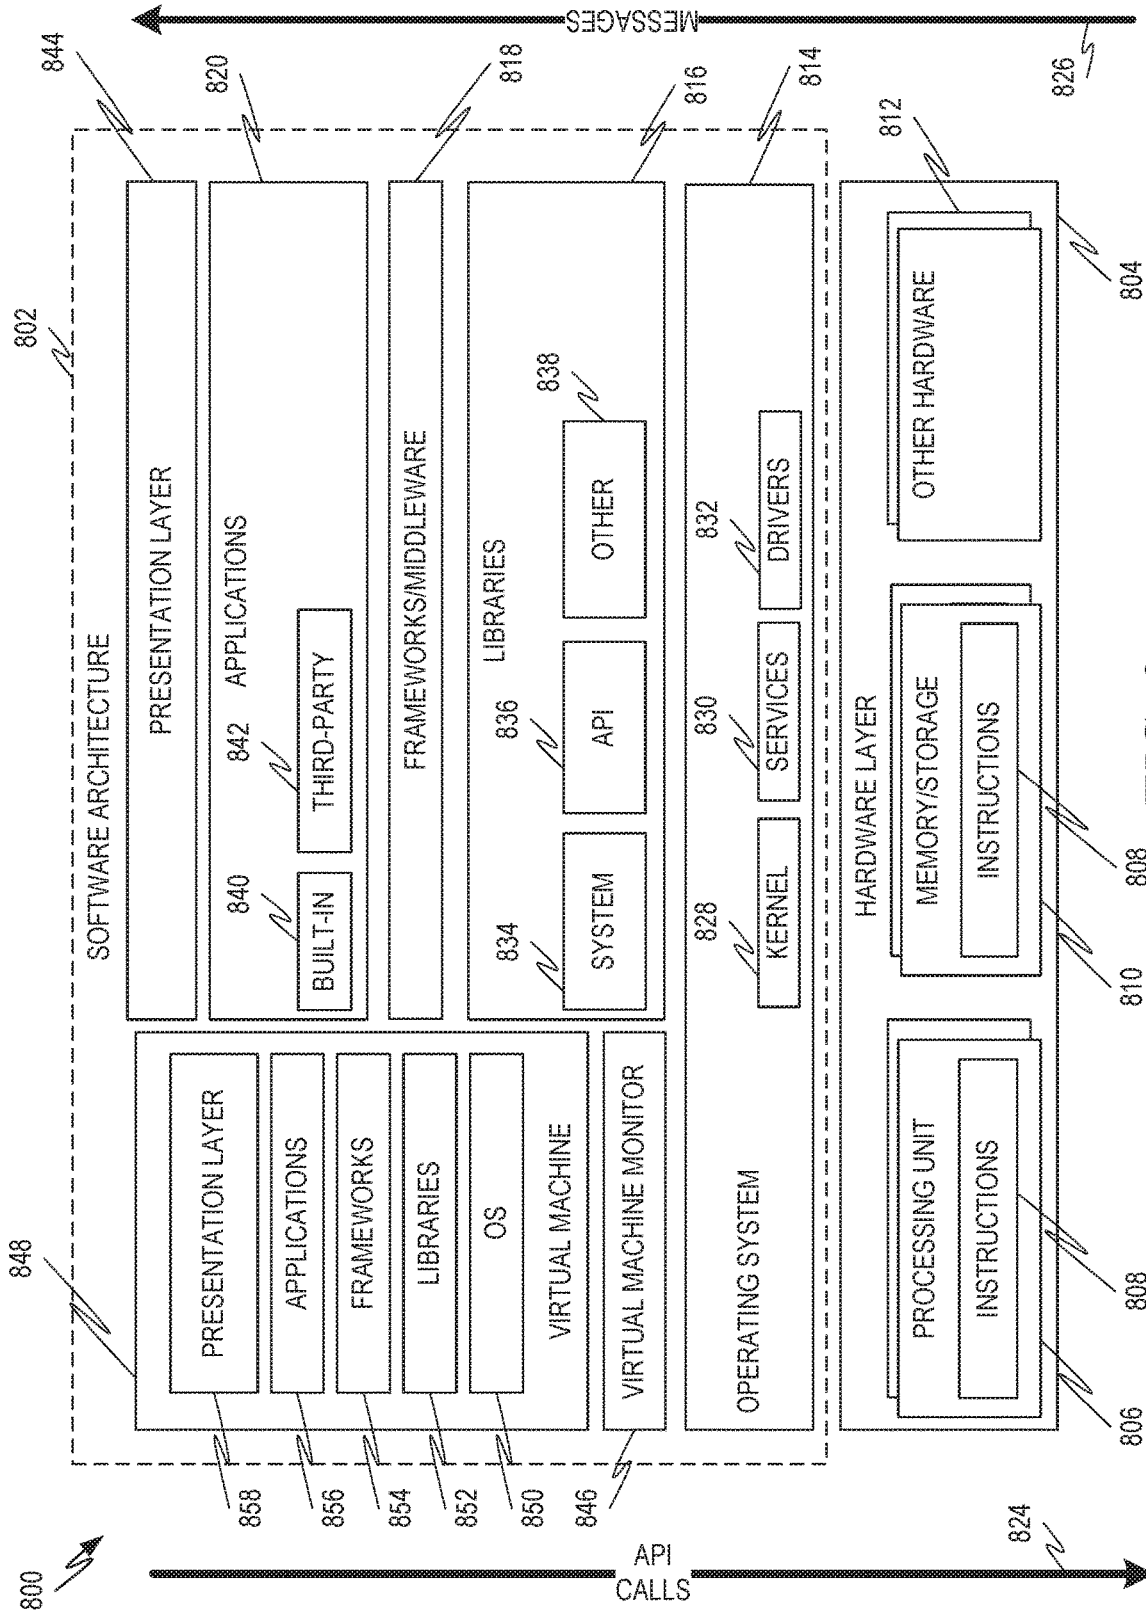 800
802
SOFTWARE ARCHITECTURE
848
844
PRESENTATION LAYER
PRESENTATION LAYER
858
APPLICATIONS
820
840
842
BUILT-IN
THIRD-PARTY
APPLICATIONS
856
FRAMEWORKS
854
FRAMEWORKS/MIDDLEWARE
818
LIBRARIES
852
LIBRARIES
816
834
836
838
SYSTEM
API
OTHER
OS
850
VIRTUAL MACHINE
VIRTUAL MACHINE MONITOR
846
OPERATING SYSTEM
814
828
830
832
KERNEL
SERVICES
DRIVERS
API
CALLS
824
MESSAGES
826
HARDWARE LAYER
812
PROCESSING UNIT
MEMORY/STORAGE
OTHER HARDWARE
INSTRUCTIONS
INSTRUCTIONS
806
808
810
808
804